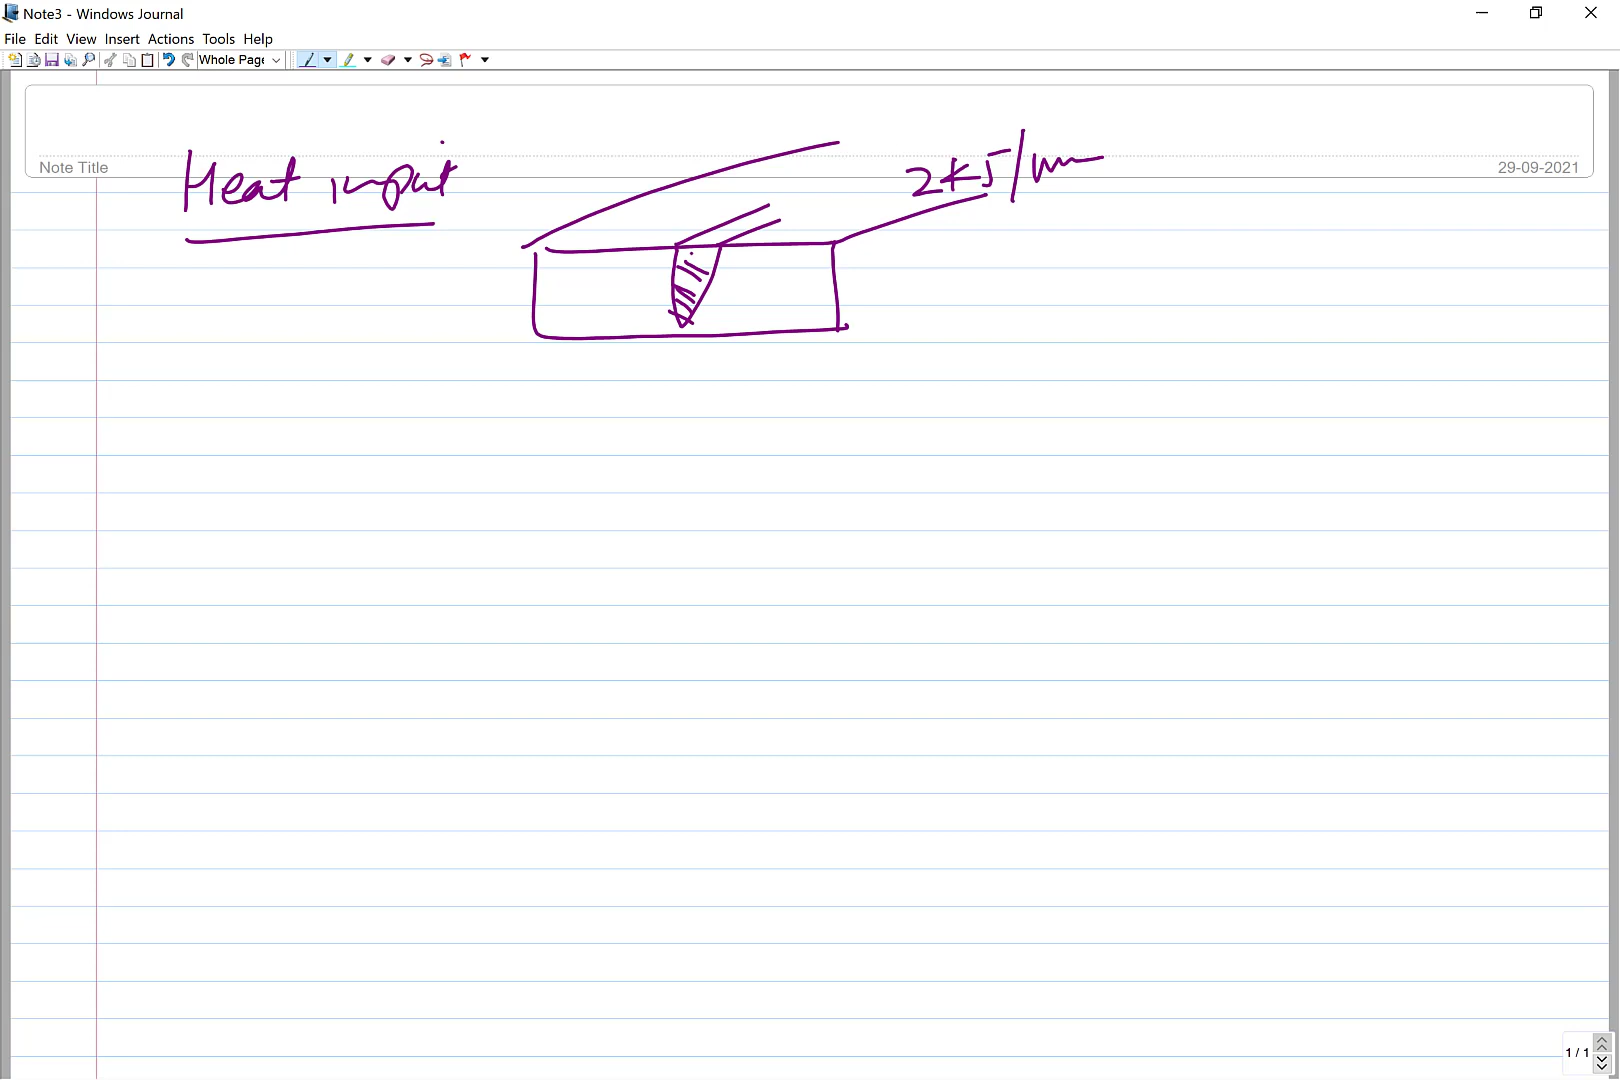 Note3 - Windows Journal
File Edit View Insert Actions Tools Help
Whole Page
Heat input
2KJ/mm
Note Title
29-09-2021
1 / 1